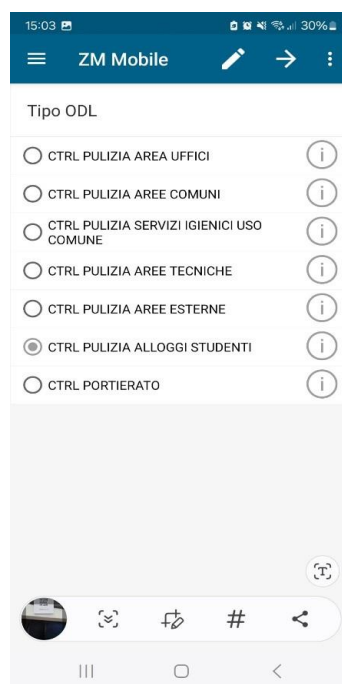 15:03 30%
ZM Mobile
Tipo ODL
CTRL PULIZIA AREA UFFICI
CTRL PULIZIA AREE COMUNI
CTRL PULIZIA SERVIZI IGIENICI USO
COMUNE
CTRL PULIZIA AREE TECNICHE
CTRL PULIZIA AREE ESTERNE
CTRL PULIZIA ALLOGGI STUDENTI
CTRL PORTIERATO